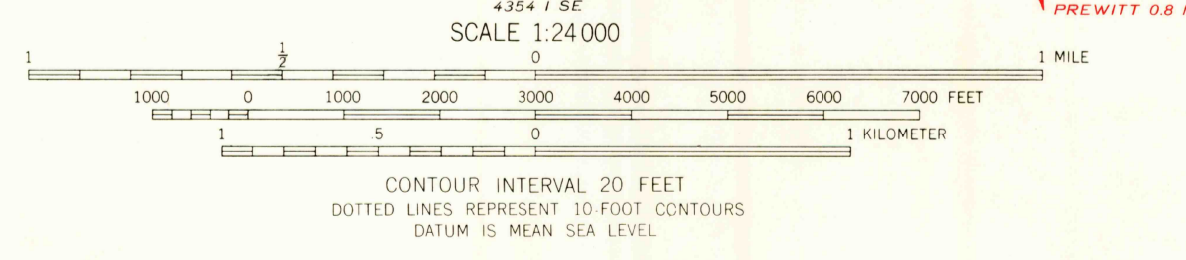 4354 I SE
PREWITT 0.8
SCALE 1:24 000
1 1/2 0 1 MILE
1000 0 1000 2000 3000 4000 5000 6000 7000 FEET
1 .5 0 1 KILOMETER
CONTOUR INTERVAL 20 FEET
DOTTED LINES REPRESENT 10-FOOT CONTOURS
DATUM IS MEAN SEA LEVEL